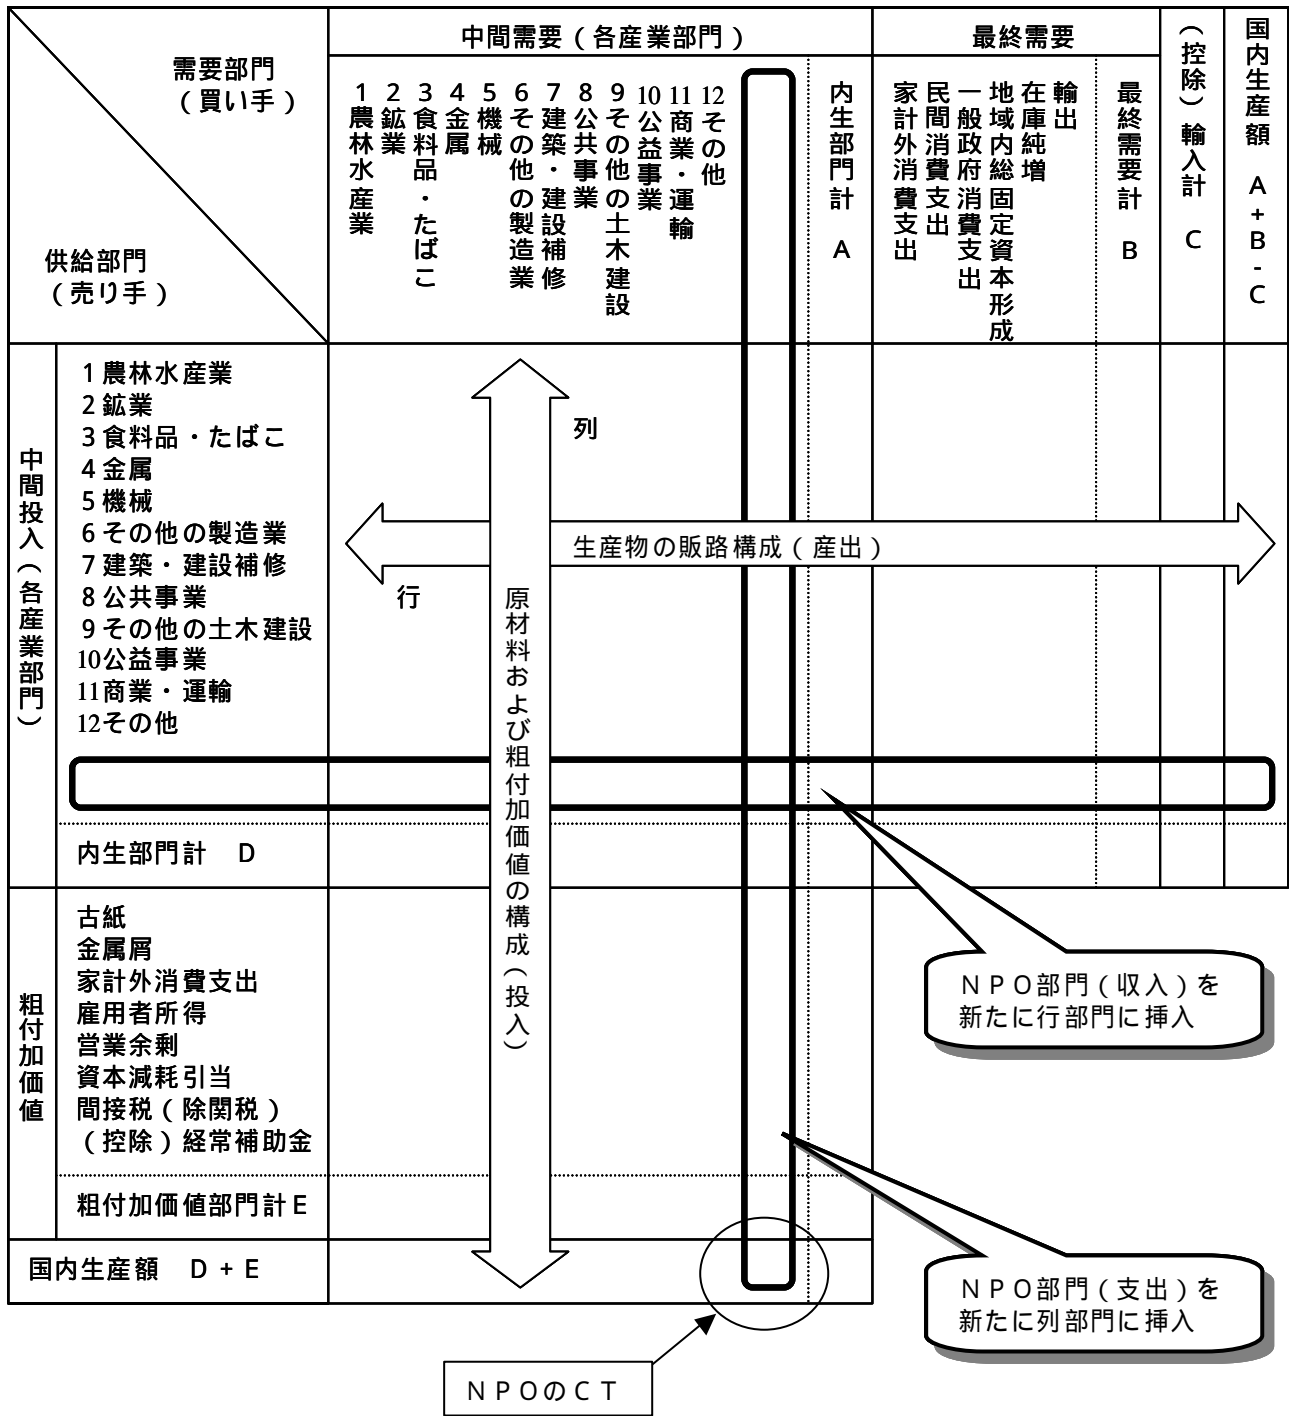 需要部門
（買い手）
供給部門
（売り手）
中間需要（各産業部門）
1農林水産業
2鉱業
3食料品・たばこ
4金属
5機械
6その他の製造業
7建築・建設補修
8公共事業
9その他の土木建設
10公益事業
11商業・運輸
12その他
内生部門計　A
最終需要
家計外消費支出
民間消費支出
一般政府消費支出
地域内総固定資本形成
在庫純増
輸出
最終需要計　B
（控除）輸入計　C
国内生産額　A+B-C
中間投入（各産業部門）
1農林水産業
2鉱業
3食料品・たばこ
4金属
5機械
6その他の製造業
7建築・建設補修
8公共事業
9その他の土木建設
10公益事業
11商業・運輸
12その他
内生部門計　D
列
生産物の販路構成（産出）
行
原材料および粗付加価値の構成（投入）
粗付加価値
古紙
金属屑
家計外消費支出
雇用者所得
営業余剰
資本減耗引当
間接税（除関税）
（控除）経常補助金
粗付加価値部門計E
国内生産額　D+E
ＮＰＯ部門（収入）を
新たに行部門に挿入
ＮＰＯ部門（支出）を
新たに列部門に挿入
ＮＰＯのＣＴ